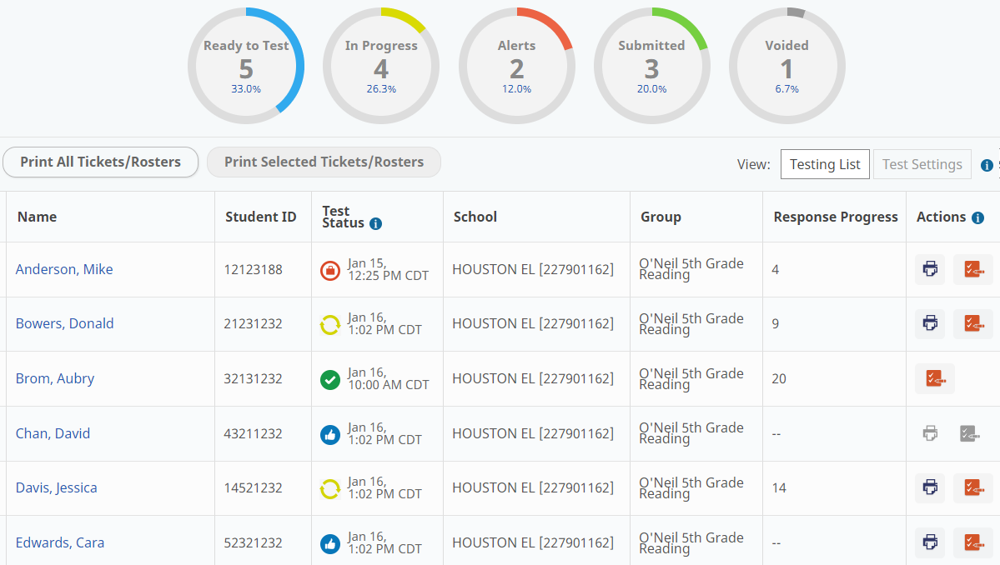 Ready to Test
5
33.0%
In Progress
4
26.3%
Alerts
2
12.0%
Submitted
3
20.0%
Voided
1
6.7%
Print All Tickets/Rosters
Print Selected Tickets/Rosters
View:
Testing List
Test Settings
Name
Student ID
Test
Status
School
Group
Response Progress
Actions
Anderson, Mike
12123188
Jan 15,
12:25 PM CDT
HOUSTON EL [227901162]
O'Neil 5th Grade
Reading
4
Bowers, Donald
21231232
Jan 16,
1:02 PM CDT
HOUSTON EL [227901162]
O'Neil 5th Grade
Reading
9
Brom, Aubry
32131232
Jan 16,
10:00 AM CDT
HOUSTON EL [227901162]
O'Neil 5th Grade
Reading
20
Chan, David
43211232
Jan 16,
1:02 PM CDT
HOUSTON EL [227901162]
O'Neil 5th Grade
Reading
--
Davis, Jessica
14521232
Jan 16,
1:02 PM CDT
HOUSTON EL [227901162]
O'Neil 5th Grade
Reading
14
Edwards, Cara
52321232
Jan 16,
1:02 PM CDT
HOUSTON EL [227901162]
O'Neil 5th Grade
Reading
--